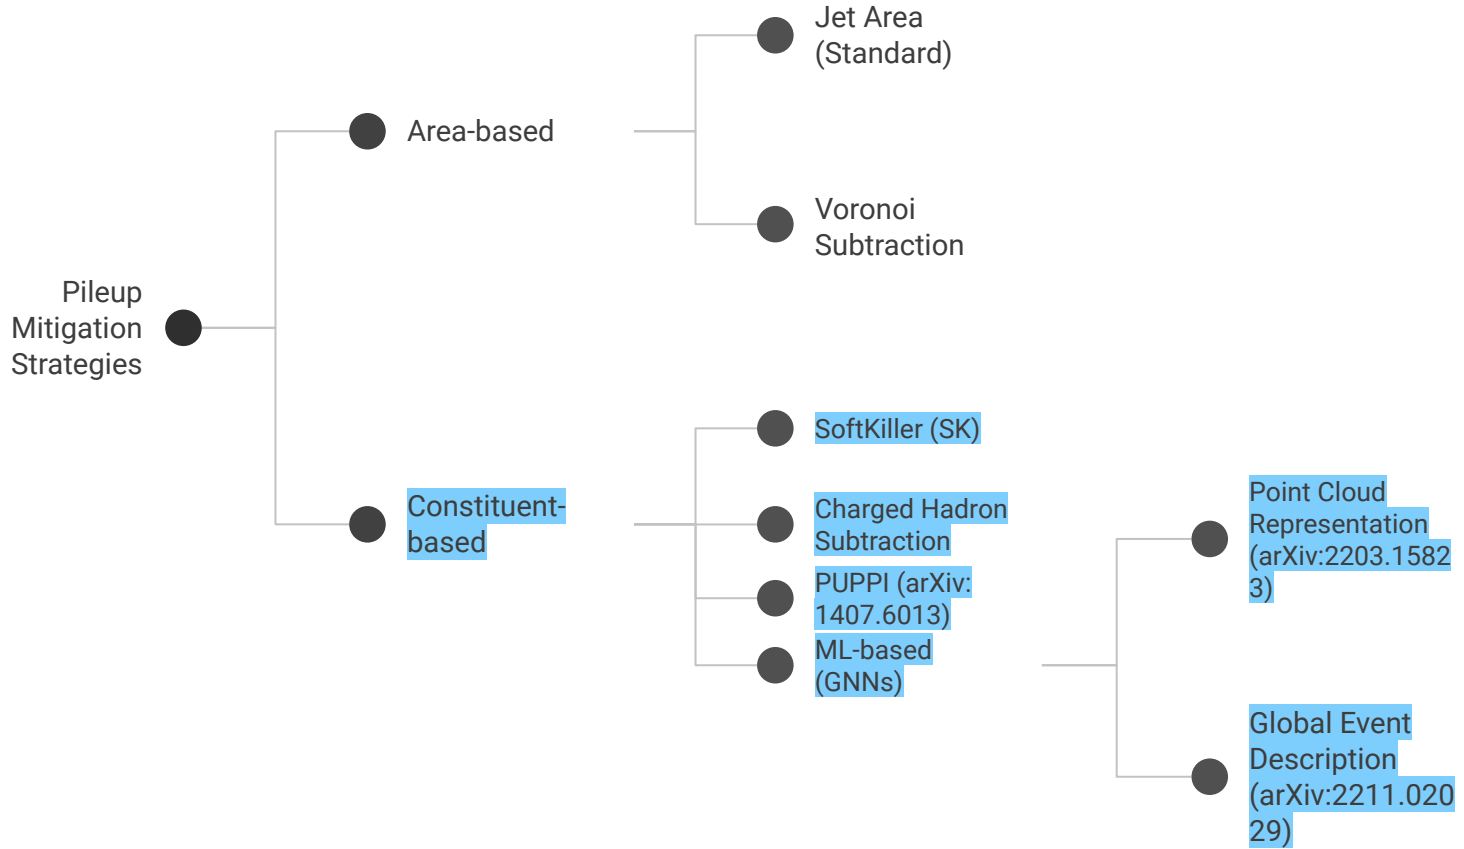 Jet Area
(Standard)
Area-based
Voronoi
Subtraction
Pileup
Mitigation
Strategies
SoftKiller (SK)
Constituent-
based
Charged Hadron
Subtraction
PUPPI (arXiv:
1407.6013)
ML-based
(GNNs)
Point Cloud
Representation
(arXiv:2203.1582
3)
Global Event
Description
(arXiv:2211.020
29)